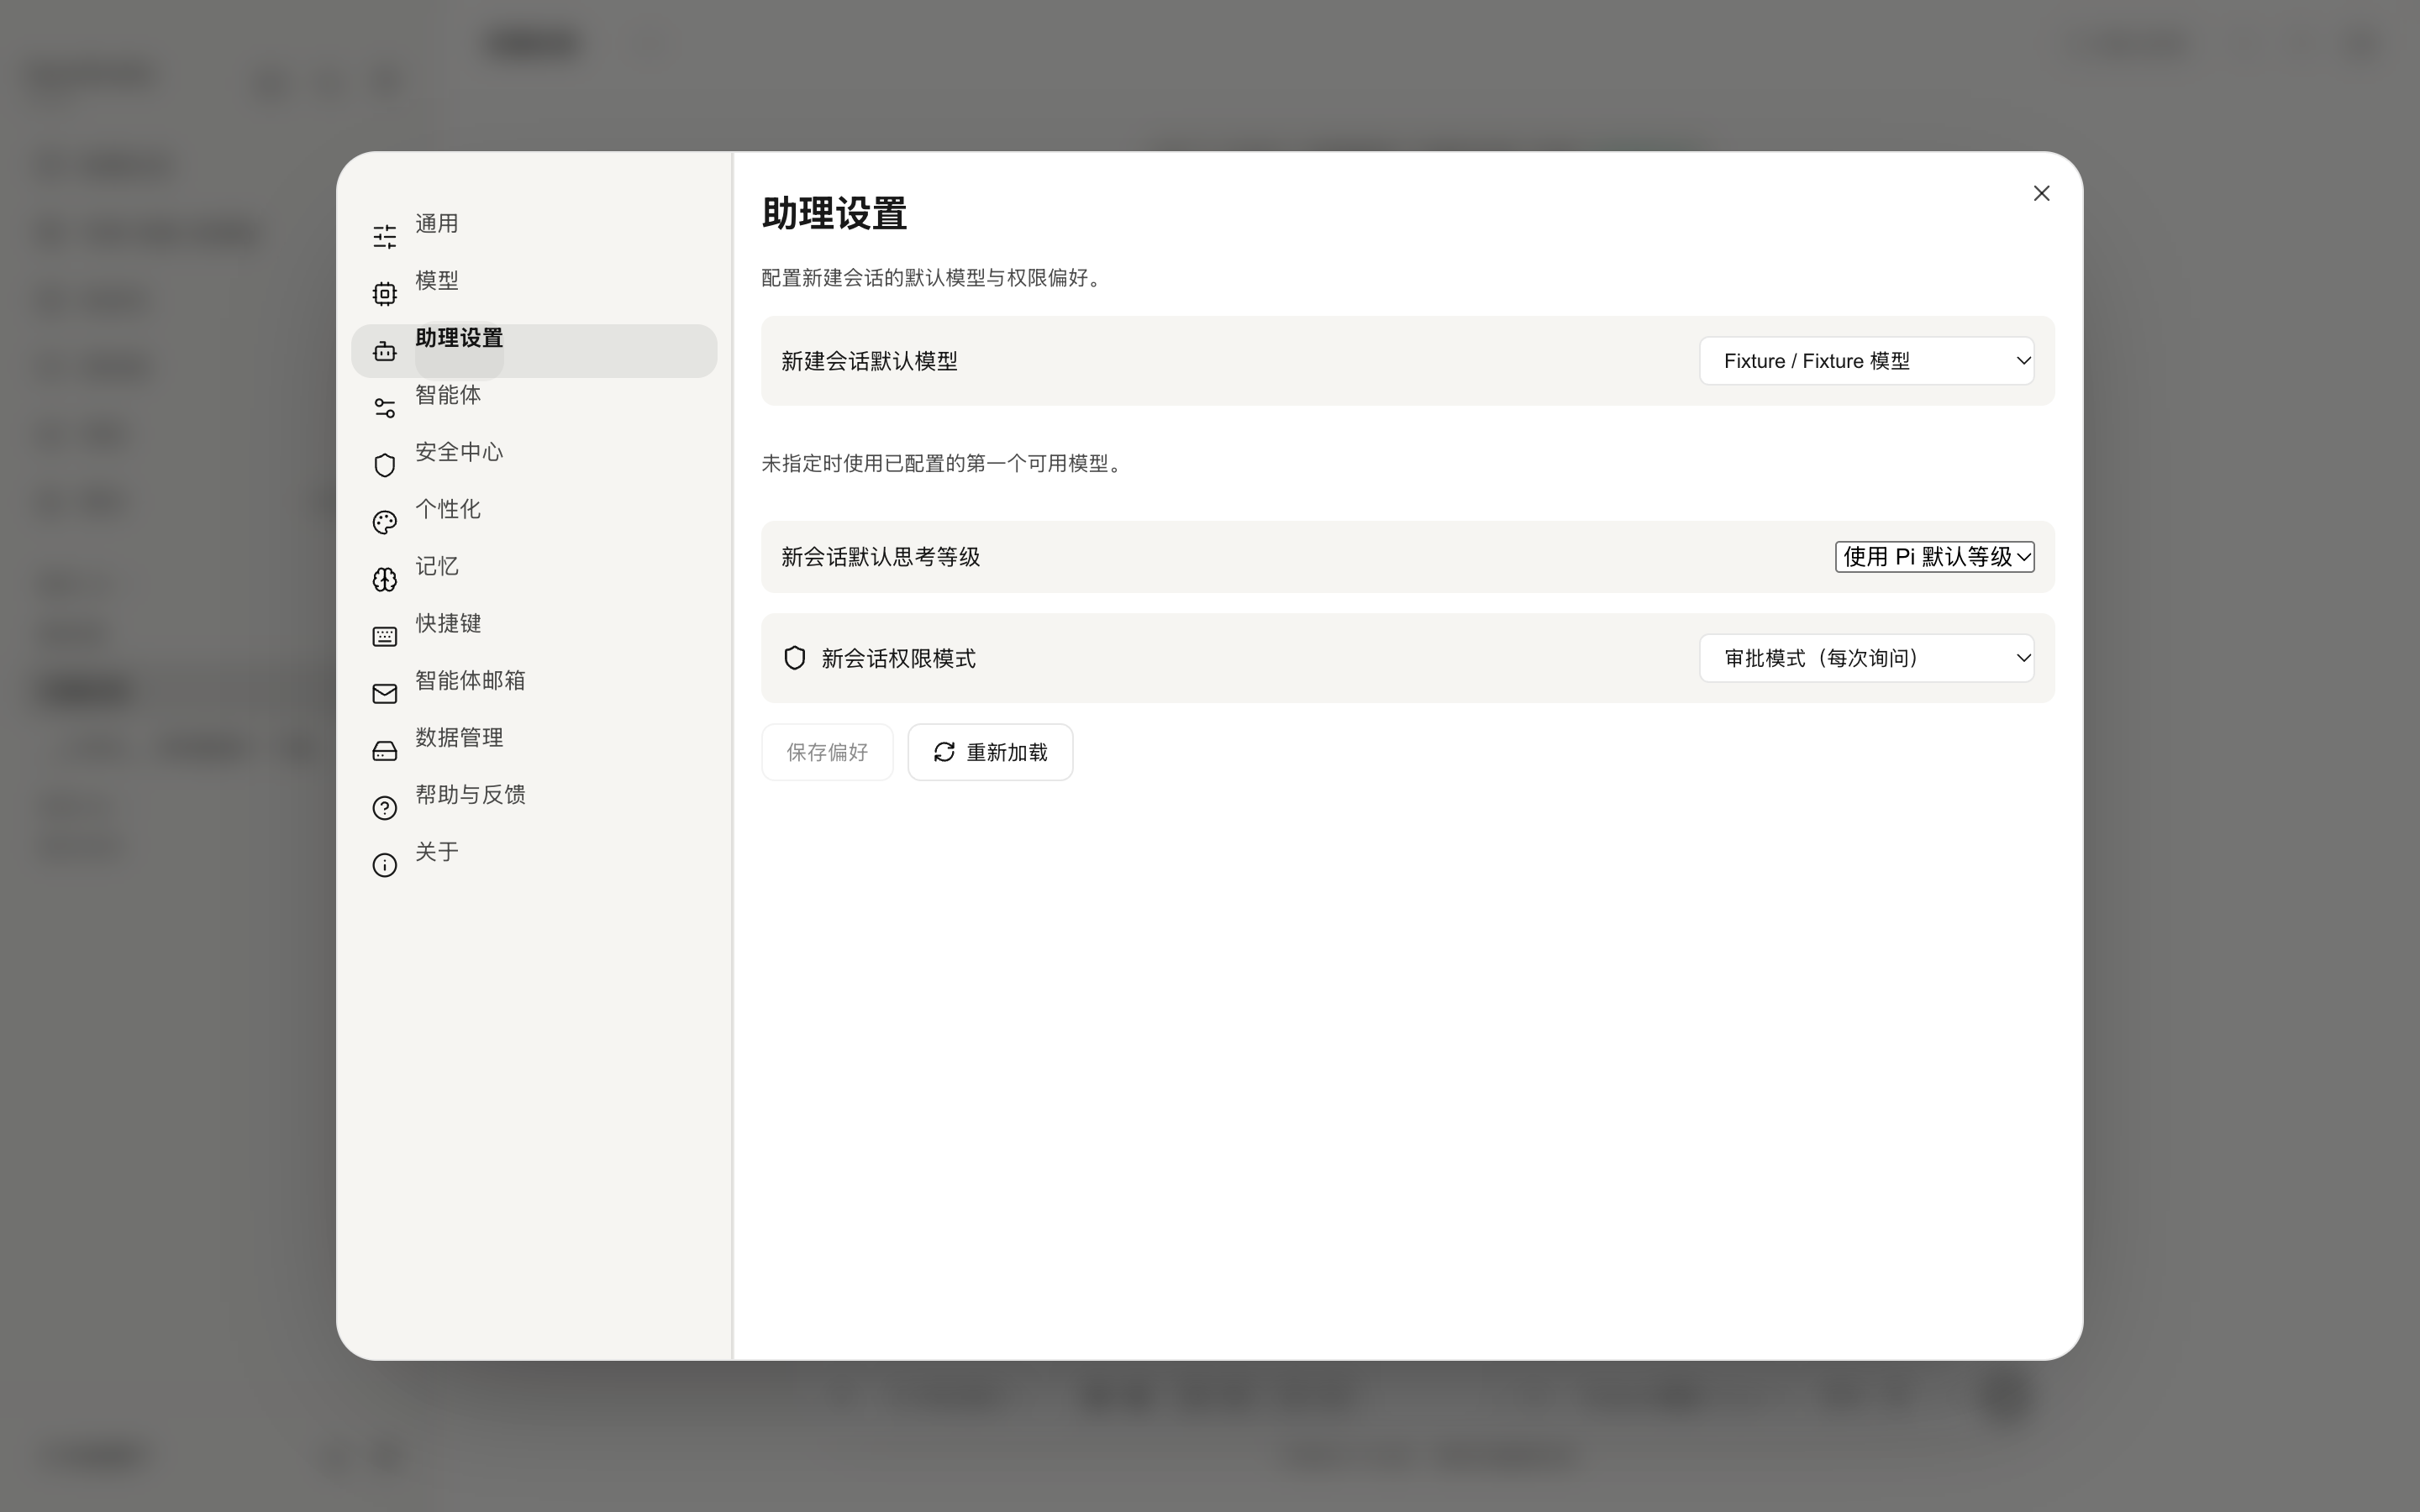 通用
模型
助理设置
智能体
安全中心
个性化
记忆
快捷键
智能体邮箱
数据管理
帮助与反馈
关于
助理设置
配置新建会话的默认模型与权限偏好。
新建会话默认模型
Fixture / Fixture 模型
未指定时使用已配置的第一个可用模型。
新会话默认思考等级
使用 Pi 默认等级
新会话权限模式
审批模式（每次询问）
保存偏好
重新加载